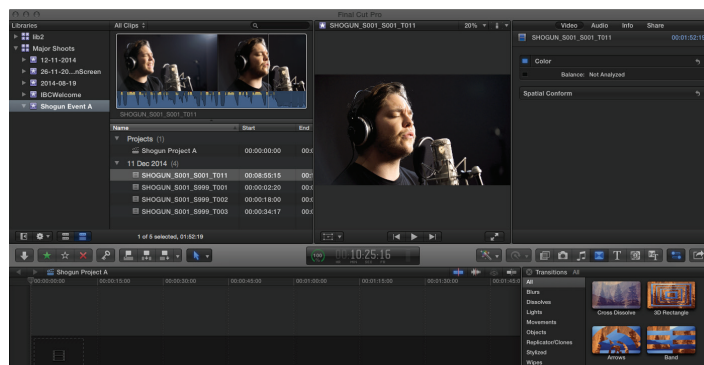 Final Cut Pro
Libraries
All Clips
SHOGUN_S001_S001_T011
20%
Video Audio Info Share
lib2
Major Shoots
12-11-2014
26-11-20...nScreen
2014-08-19
IBCWelcome
Shogun Event A
SHOGUN_S001_S001_T011
Name Start End
Projects (1)
Shogun Project A 00:00:00:00
11 Dec 2014 (4)
SHOGUN_S001_S001_T011 00:08:55:15
SHOGUN_S001_S999_T001 00:00:02:20
SHOGUN_S001_S999_T002 00:00:18:00
SHOGUN_S001_S999_T003 00:00:34:17
1 of 5 selected, 01:52:19
SHOGUN_S001_S001_T011 00:01:52:19
Color
Balance: Not Analyzed
Spatial Conform
100
10:25:16
Shogun Project A
00:00:00:00 00:00:15:00 00:00:30:00 00:00:45:00 00:01:00:00 00:01:15:00 00:01:30:00 00:01:45:0
Transitions All
All
Blurs
Dissolves
Lights
Movements
Objects
Replicator/Clones
Stylized
Wipes
Cross Dissolve
3D Rectangle
Arrows
Band